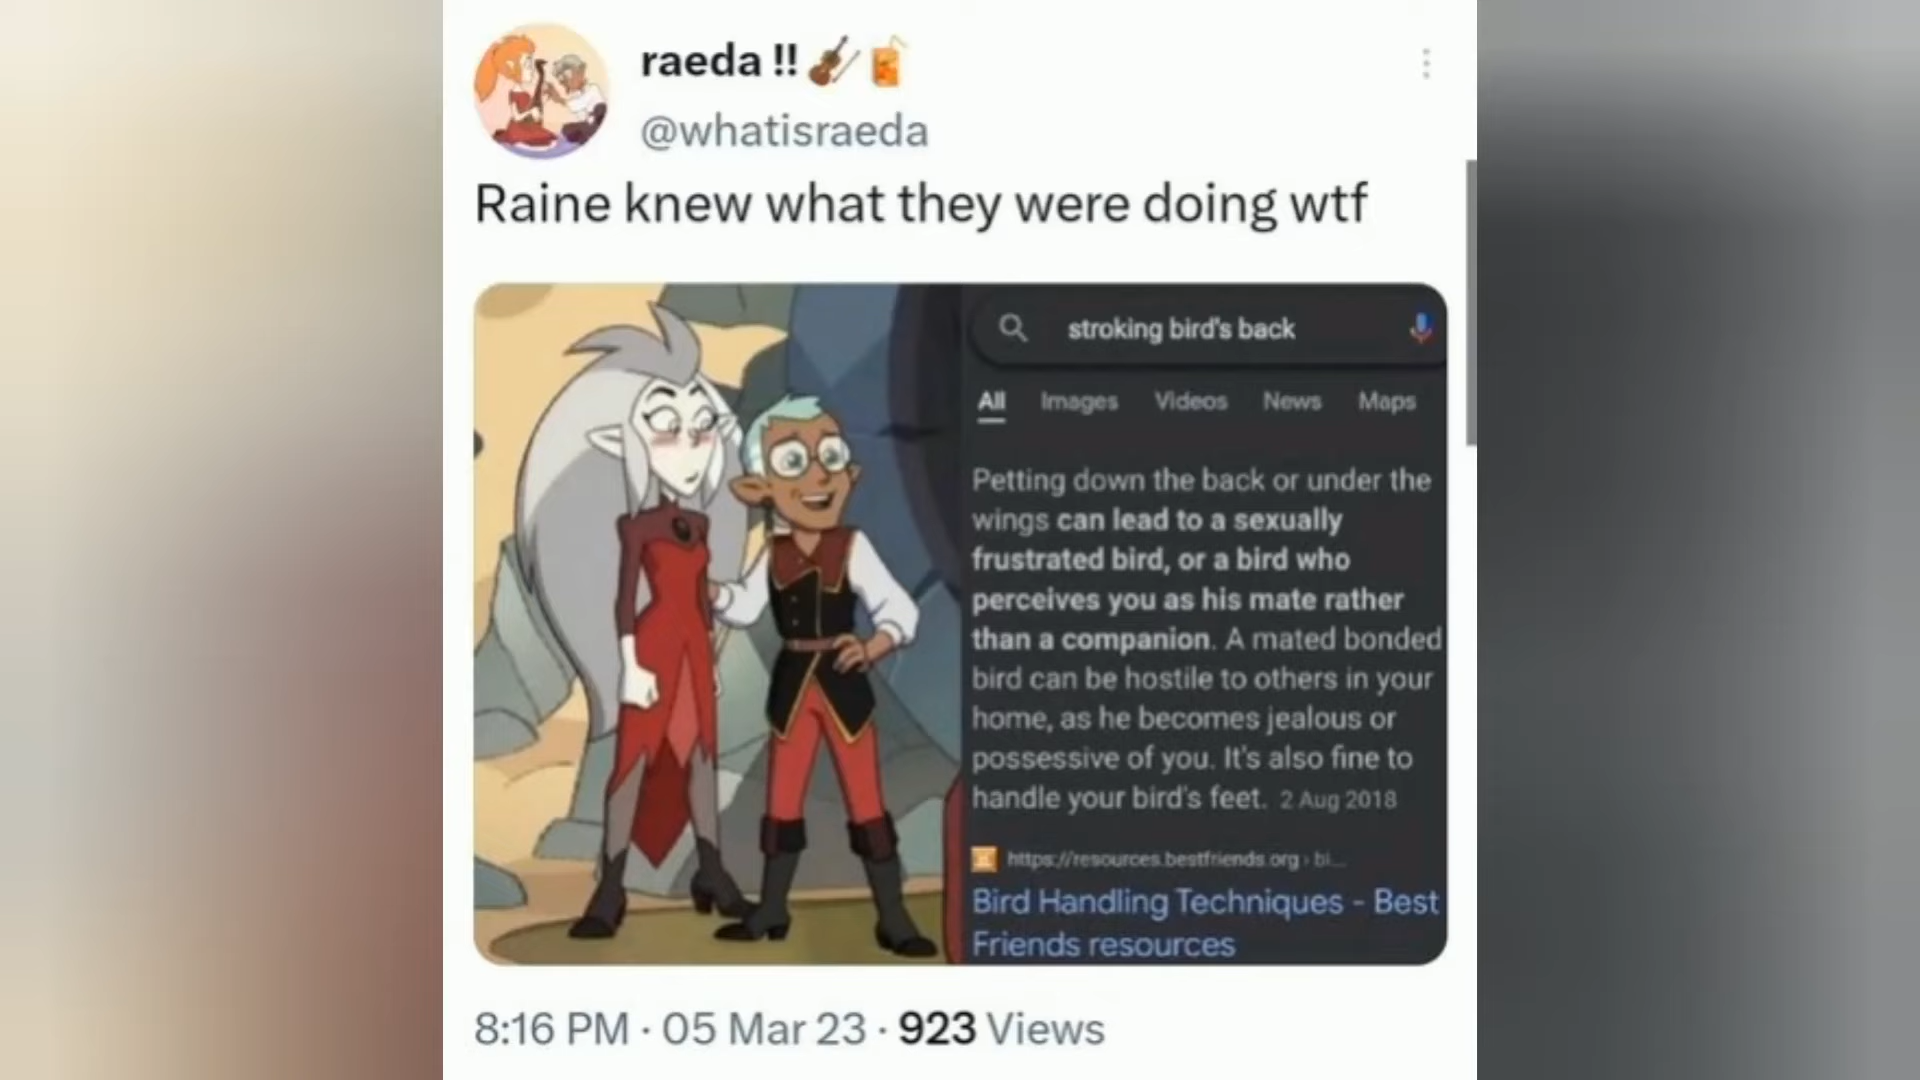 raeda !! 🎻🧃
@whatisraeda
Raine knew what they were doing wtf
stroking bird's back
All Images Videos News Maps
Petting down the back or under the
wings can lead to a sexually
frustrated bird, or a bird who
perceives you as his mate rather
than a companion. A mated bonded
bird can be hostile to others in your
home, as he becomes jealous or
possessive of you. It's also fine to
handle your bird's feet. 2 Aug 2018
https://resources.bestfriends.org › bi...
Bird Handling Techniques - Best
Friends resources
8:16 PM · 05 Mar 23 · 923 Views